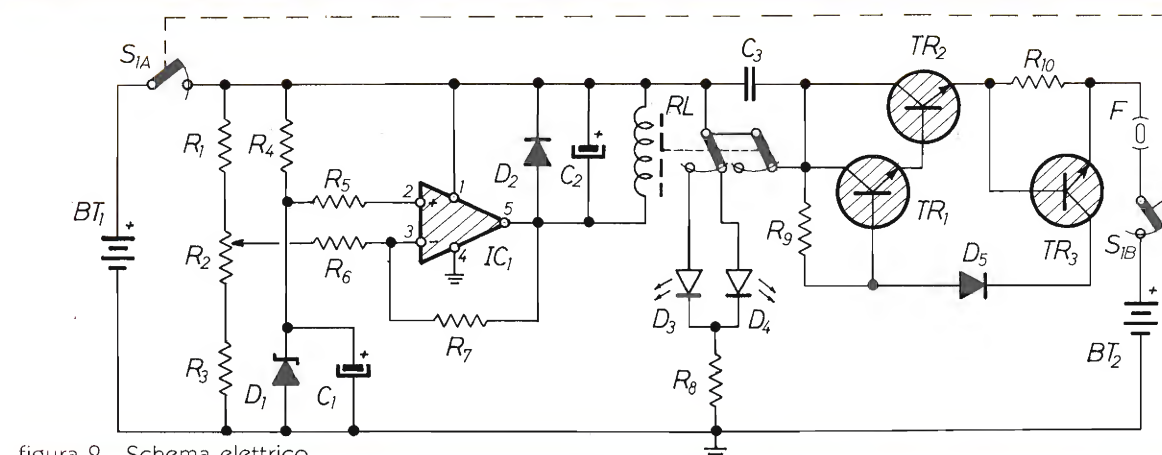 S1A
C3
TR2
R10
R1
R4
D2
C2
RL
F
R5
2
+
1
5
BT1
+
R2
3
-
4
IC1
R9
TR1
TR3
S1B
R6
D5
D3
D4
R7
R3
D1
C1
+
R8
BT2
+
figura 9 Schema elettrico